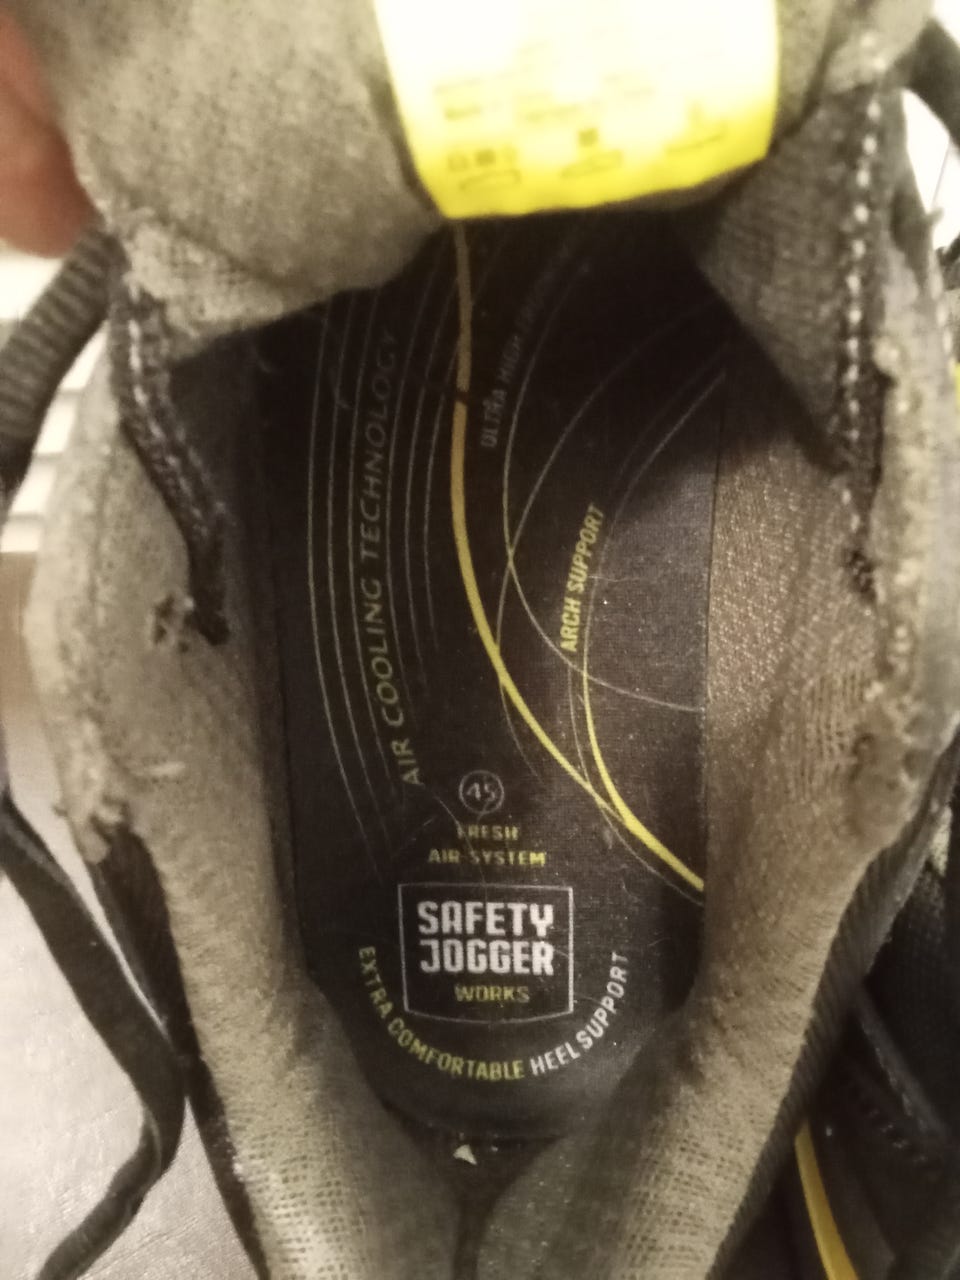 AIR COOLING TECHNOLOGY
ULTRA HIGH
ARCH SUPPORT
45
FRESH
AIR SYSTEM
SAFETY
JOGGER
WORKS
EXTRA COMFORTABLE HEEL SUPPORT